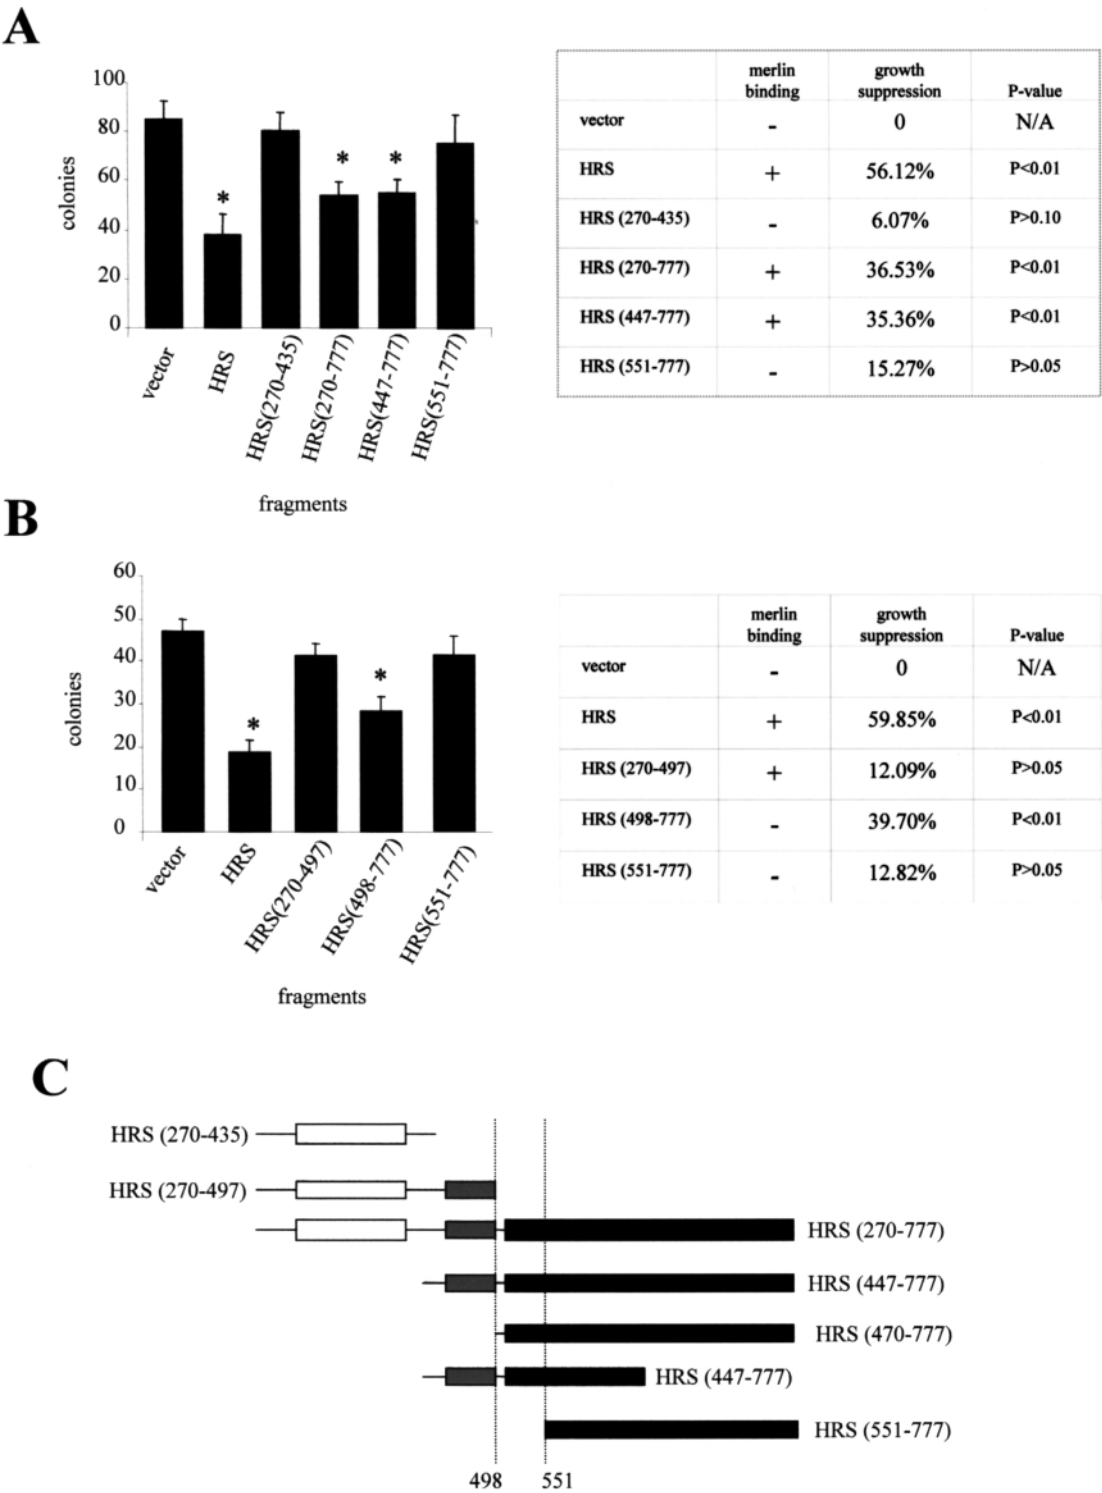 A
100
80
60
40
20
0
colonies
*
*
*
vector
HRS
HRS(270-435)
HRS(270-777)
HRS(447-777)
HRS(551-777)
fragments
merlin binding growth suppression P-value
vector - 0 N/A
HRS + 56.12% P<0.01
HRS (270-435) - 6.07% P>0.10
HRS (270-777) + 36.53% P<0.01
HRS (447-777) + 35.36% P<0.01
HRS (551-777) - 15.27% P>0.05
B
60
50
40
30
20
10
0
colonies
*
*
vector
HRS
HRS(270-497)
HRS(498-777)
HRS(551-777)
fragments
merlin binding growth suppression P-value
vector - 0 N/A
HRS + 59.85% P<0.01
HRS (270-497) + 12.09% P>0.05
HRS (498-777) - 39.70% P<0.01
HRS (551-777) - 12.82% P>0.05
C
HRS (270-435)
HRS (270-497)
HRS (270-777)
HRS (447-777)
HRS (470-777)
HRS (447-777)
HRS (551-777)
498 551